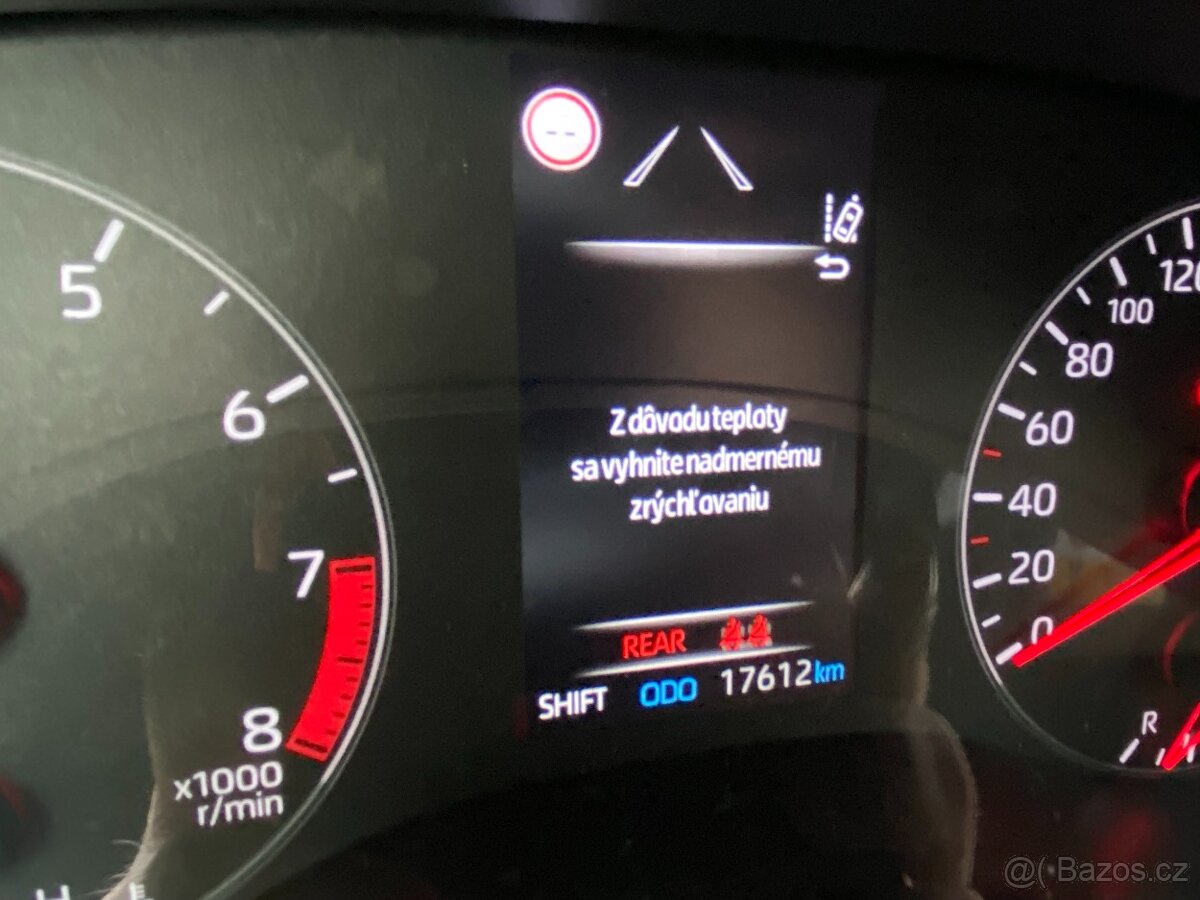 5
6
7
8
x1000
r/min
H
E
Z dôvodu teploty
sa vyhnite nadmernému
zrýchľovaniu
REAR
SHIFT ODO 17612 km
120
100
80
60
40
20
0
R
@( Bazos.cz